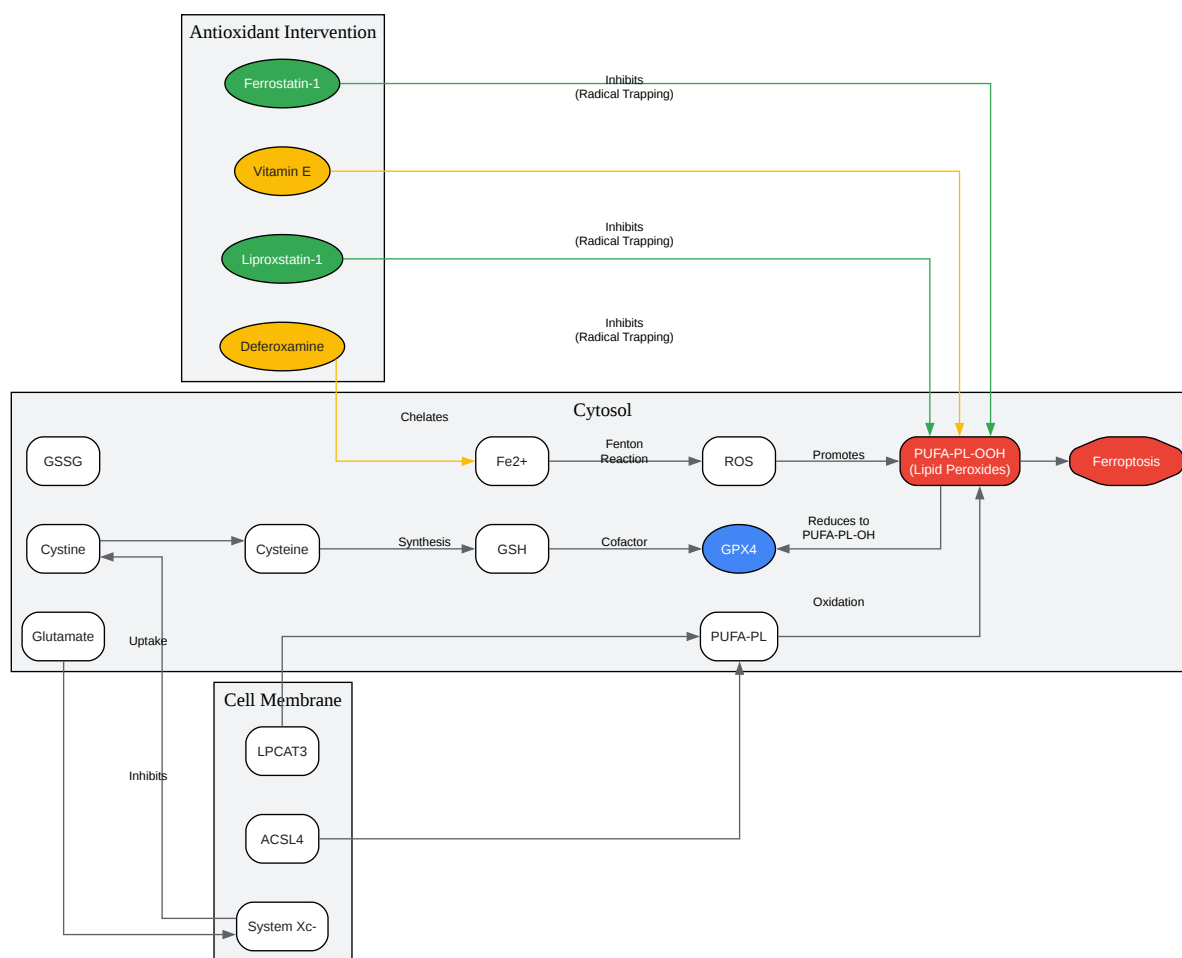 Antioxidant Intervention
Ferrostatin-1
Inhibits
(Radical Trapping)
Vitamin E
Inhibits
(Radical Trapping)
Liproxstatin-1
Inhibits
(Radical Trapping)
Deferoxamine
Cytosol
Chelates
GSSG
Fe2+
Fenton
Reaction
ROS
Promotes
PUFA-PL-OOH
(Lipid Peroxides)
Ferroptosis
Cystine
Cysteine
Synthesis
GSH
Cofactor
GPX4
Reduces to
PUFA-PL-OH
Oxidation
Glutamate
Uptake
PUFA-PL
Cell Membrane
LPCAT3
Inhibits
ACSL4
System Xc-